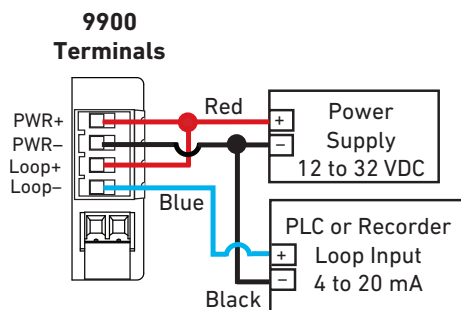 9900
Terminals
PWR+
PWR–
Loop+
Loop–
Red
Blue
Black
+
–
Power
Supply
12 to 32 VDC
PLC or Recorder
+
–
Loop Input
4 to 20 mA